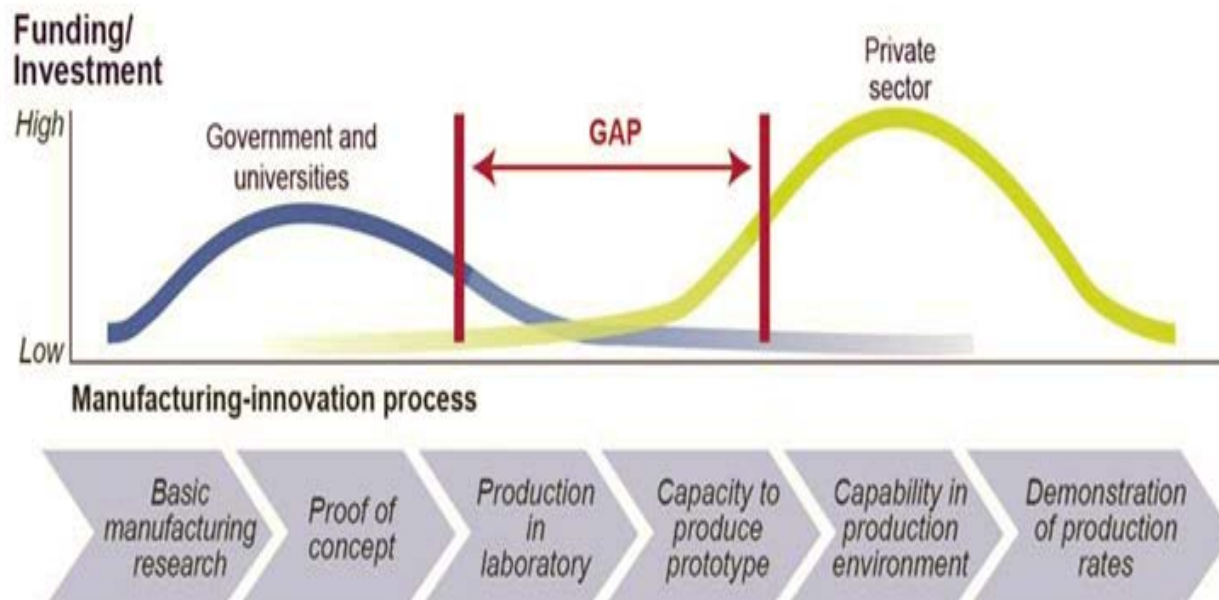 Funding/
Investment
Private
sector
High
GAP
Government and
universities
Low
Manufacturing-innovation process
Basic
manufacturing
research
Proof of
concept
Production
in
laboratory
Capacity to
produce
prototype
Capability in
production
environment
Demonstration
of production
rates